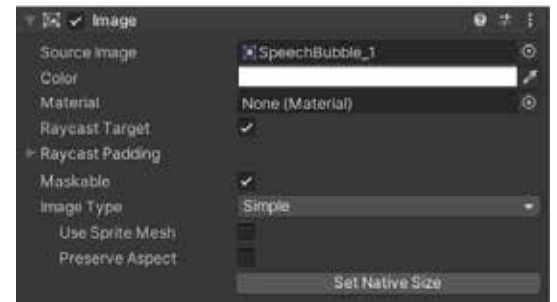 Image
Source Image SpeechBubble_1
Color
Material None (Material)
Raycast Target
Raycast Padding
Maskable
Image Type Simple
Use Sprite Mesh
Preserve Aspect
Set Native Size